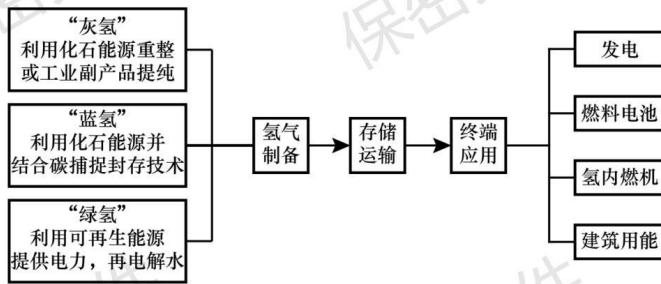 “灰氢”
利用化石能源重整
或工业副产品提纯
“蓝氢”
利用化石能源并
结合碳捕捉封存技术
“绿氢”
利用可再生能源
提供电力，再电解水
氢气
制备
存储
运输
终端
应用
发电
燃料电池
氢内燃机
建筑用能
保密
件
件